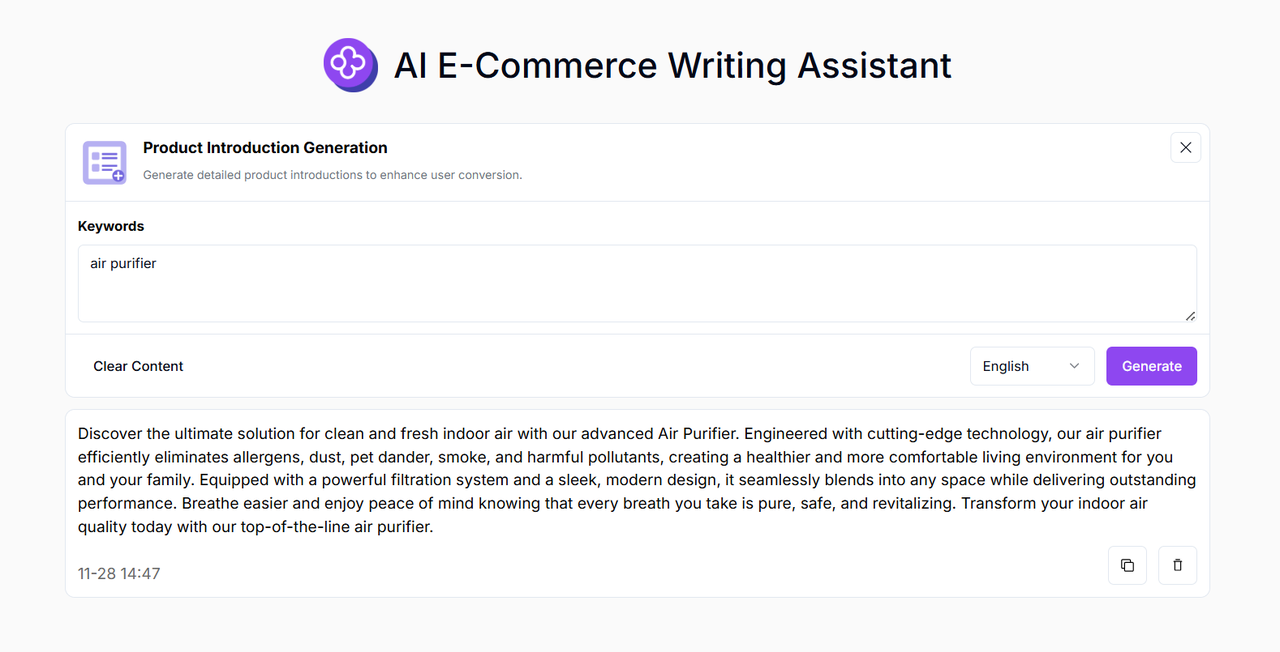 AI E-Commerce Writing Assistant
Product Introduction Generation
Generate detailed product introductions to enhance user conversion.
Keywords
air purifier
Clear Content
English
Generate
Discover the ultimate solution for clean and fresh indoor air with our advanced Air Purifier. Engineered with cutting-edge technology, our air purifier
efficiently eliminates allergens, dust, pet dander, smoke, and harmful pollutants, creating a healthier and more comfortable living environment for you
and your family. Equipped with a powerful filtration system and a sleek, modern design, it seamlessly blends into any space while delivering outstanding
performance. Breathe easier and enjoy peace of mind knowing that every breath you take is pure, safe, and revitalizing. Transform your indoor air
quality today with our top-of-the-line air purifier.
11-28 14:47